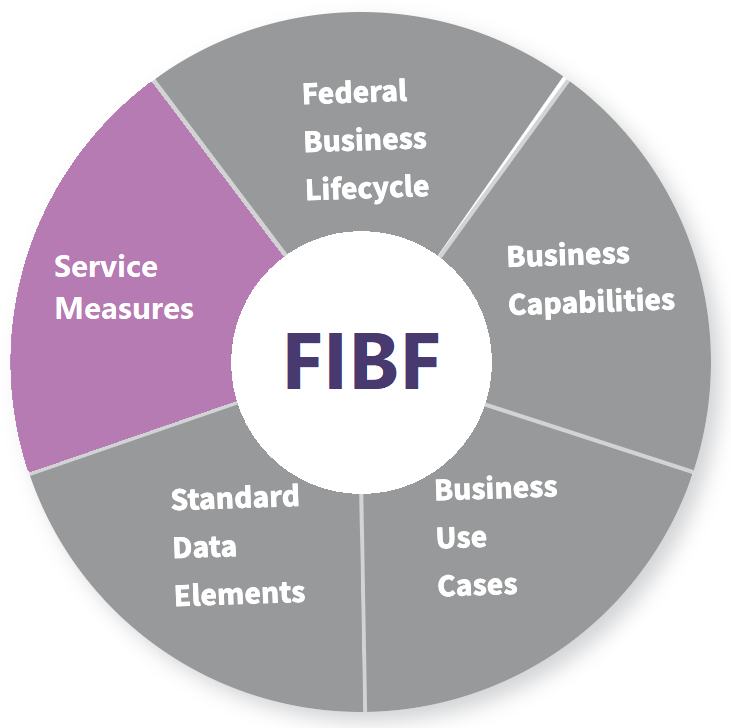 Federal
Business
Lifecycle
Business
Capabilities
Business
Use
Cases
Standard
Data
Elements
Service
Measures
FIBF